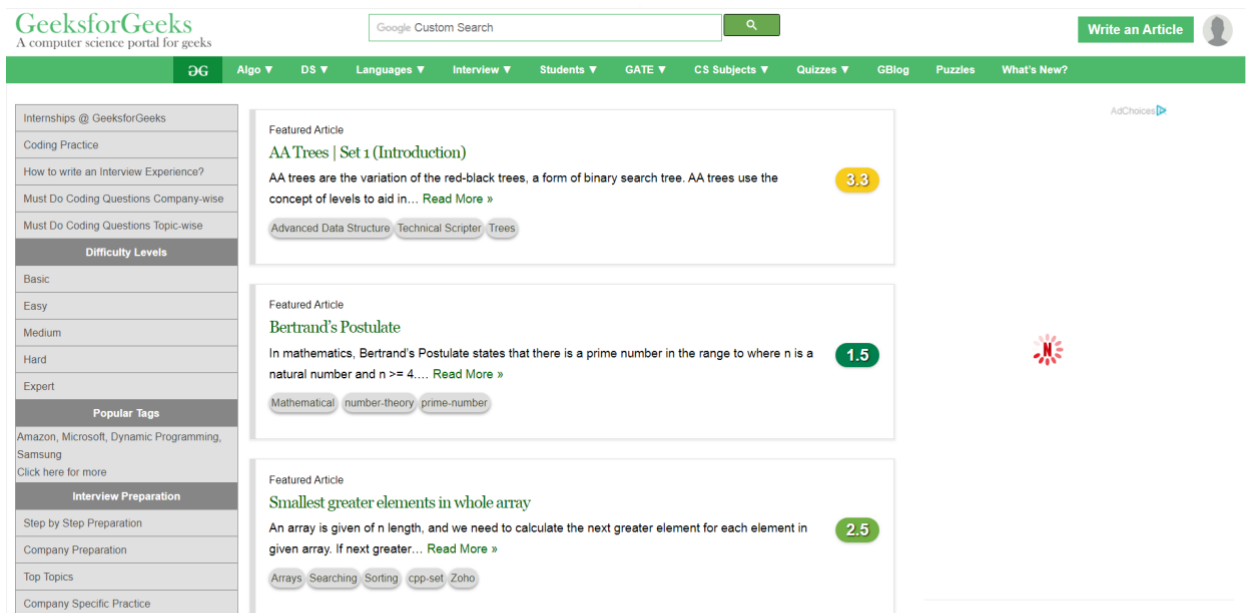 GeeksforGeeks
A computer science portal for geeks
Google Custom Search
Write an Article
GG
Algo ▼
DS ▼
Languages ▼
Interview ▼
Students ▼
GATE ▼
CS Subjects ▼
Quizzes ▼
GBlog
Puzzles
What's New?
Internships @ GeeksforGeeks
Coding Practice
How to write an Interview Experience?
Must Do Coding Questions Company-wise
Must Do Coding Questions Topic-wise
Difficulty Levels
Basic
Easy
Medium
Hard
Expert
Popular Tags
Amazon, Microsoft, Dynamic Programming,
Samsung
Click here for more
Interview Preparation
Step by Step Preparation
Company Preparation
Top Topics
Company Specific Practice
Featured Article
AA Trees | Set 1 (Introduction)
AA trees are the variation of the red-black trees, a form of binary search tree. AA trees use the
concept of levels to aid in… Read More »
3.3
Advanced Data Structure Technical Scripter Trees
Featured Article
Bertrand's Postulate
In mathematics, Bertrand's Postulate states that there is a prime number in the range to where n is a
natural number and n >= 4.… Read More »
1.5
Mathematical number-theory prime-number
Featured Article
Smallest greater elements in whole array
An array is given of n length, and we need to calculate the next greater element for each element in
given array. If next greater… Read More »
2.5
Arrays Searching Sorting cpp-set Zoho
AdChoices
N